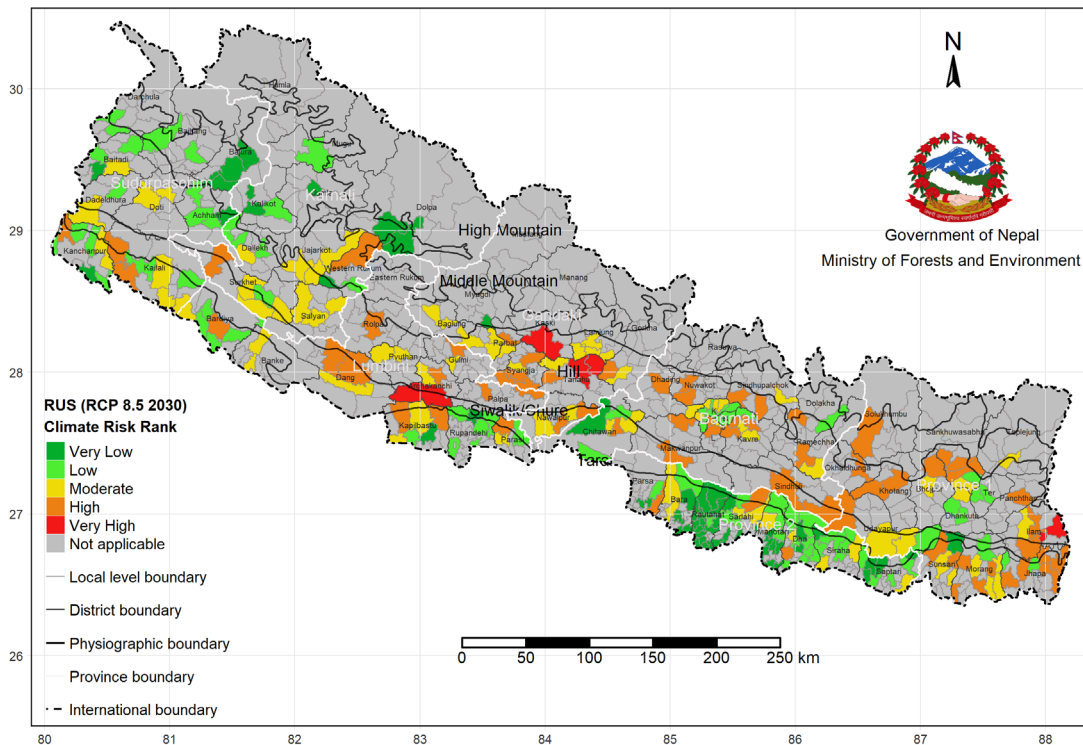 N
Government of Nepal
Ministry of Forests and Environment
30
29
28
27
26
80
81
82
83
84
85
86
87
88
Humla
Darchula
Bajhang
Mugu
Bajura
Baitadi
Sudurpashchim
Karnali
Dolpa
Dadeldhura
Doti
Kalikot
Achham
High Mountain
Kanchanpur
Dailekh
Jajarkot
Kailali
Western Rukum
Eastern Rukum
Manang
Middle Mountain
Surkhet
Myagdi
Salyan
Gandaki
Kaski
Bardiya
Rolpa
Baglung
Lamjung
Gorkha
Parbat
Rasuwa
Banke
Pyuthan
Gulmi
Lumbini
Syangja
Hill
Tanahu
Dang
Dhading
Nuwakot
Sindhupalchok
Arghakanchi
Palpa
Dolakha
Siwalik/Chure
Kapilbastu
Nawalpur
Bagmati
Solukhumbu
Rupandehi
Parasi
Chitawan
Kavre
Ramechhap
Sankhuwasabha
Taplejung
Makwanpur
Okhaldhunga
Tarai
Parsa
Sindhuli
Khotang
Province 1
Ter
Panchthar
Bara
Rautahat
Sarlahi
Province 2
Dhankuta
Udayapur
Ilam
Dha
Siraha
Saptari
Sunsari
Morang
Jhapa
RUS (RCP 8.5 2030)
Climate Risk Rank
Very Low
Low
Moderate
High
Very High
Not applicable
Local level boundary
District boundary
Physiographic boundary
Province boundary
International boundary
0 50 100 150 200 250 km